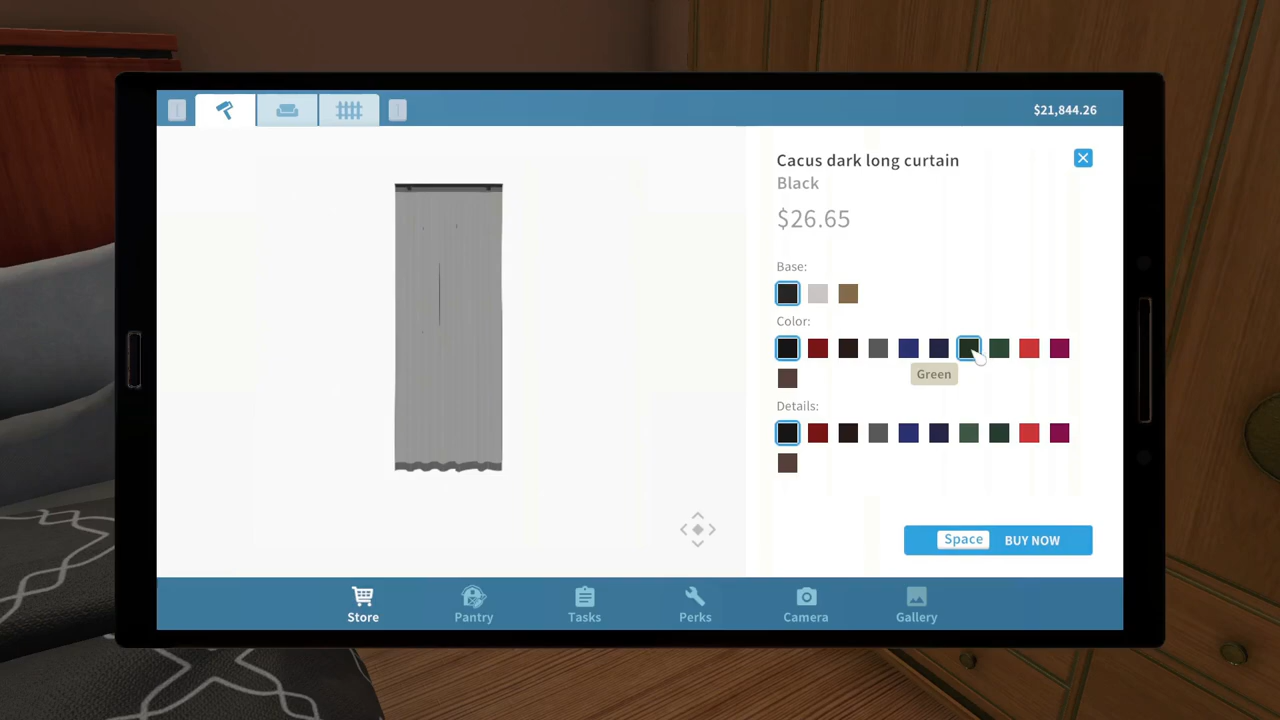 $21,844.26
Cacus dark long curtain
Black
$26.65
Base:
Color:
Green
Details:
Space BUY NOW
Store Pantry Tasks Perks Camera Gallery